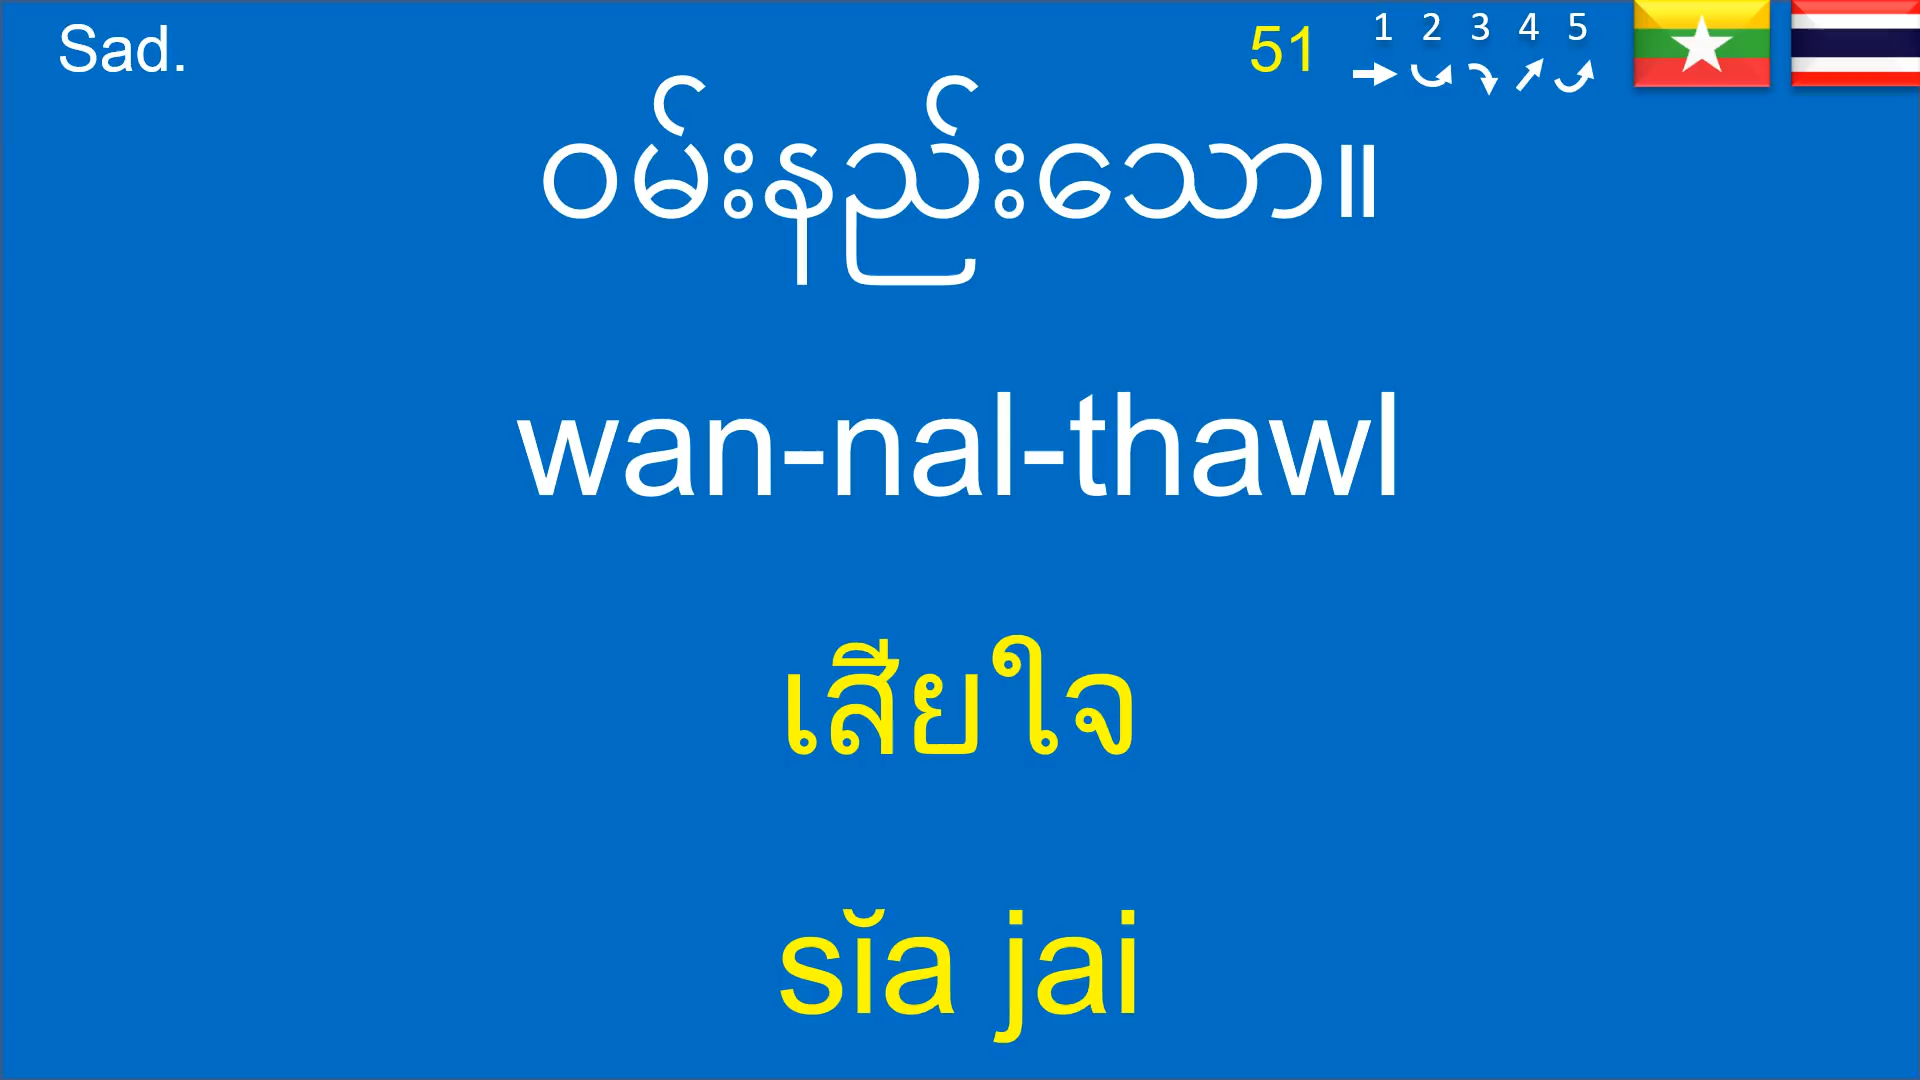 Sad.
51 1 2 3 4 5
ဝမ်းနည်းသော။
wan-nal-thawl
เสียใจ
sĭa jai